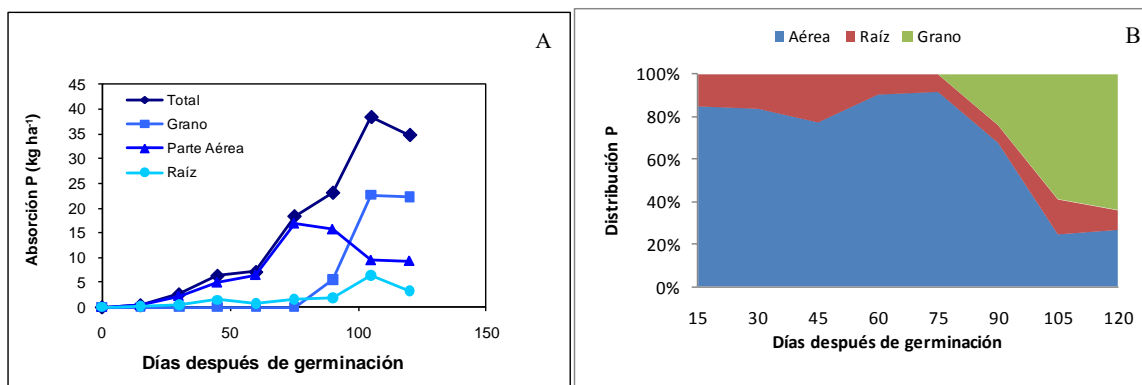 A
Absorción P (kg ha⁻¹)
45
40
35
30
25
20
15
10
5
0
Total
Grano
Parte Aérea
Raíz
0 50 100 150
Días después de germinación
B
Aérea Raíz Grano
Distribución P
100%
80%
60%
40%
20%
0%
15 30 45 60 75 90 105 120
Días después de germinación